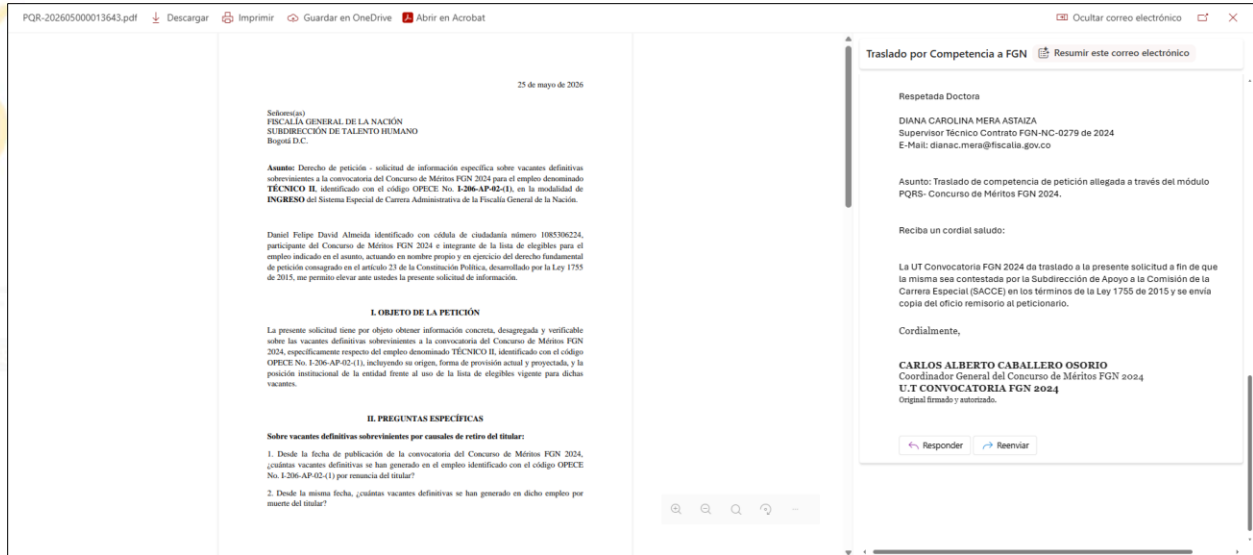 PQR-202605000013643.pdf Descargar Imprimir Guardar en OneDrive Abrir en Acrobat
Ocultar correo electrónico
25 de mayo de 2026
Señores(as)
FISCALÍA GENERAL DE LA NACIÓN
SUBDIRECCIÓN DE TALENTO HUMANO
Bogotá D.C.
Asunto: Derecho de petición - solicitud de información específica sobre vacantes definitivas
sobrevinientes a la convocatoria del Concurso de Méritos FGN 2024 para el empleo denominado
TÉCNICO II, identificado con el código OPECE No. I-206-AP-02-(1), en la modalidad de
INGRESO del Sistema Especial de Carrera Administrativa de la Fiscalía General de la Nación.
Daniel Felipe David Almeida identificado con cédula de ciudadanía número 1085306224,
participante del Concurso de Méritos FGN 2024 e integrante de la lista de elegibles para el
empleo indicado en el asunto, actuando en nombre propio y en ejercicio del derecho fundamental
de petición consagrado en el artículo 23 de la Constitución Política, desarrollado por la Ley 1755
de 2015, me permito elevar ante ustedes la presente solicitud de información.
I. OBJETO DE LA PETICIÓN
La presente solicitud tiene por objeto obtener información concreta, desagregada y verificable
sobre las vacantes definitivas sobrevinientes a la convocatoria del Concurso de Méritos FGN
2024, específicamente respecto del empleo denominado TÉCNICO II, identificado con el código
OPECE No. I-206-AP-02-(1), incluyendo su origen, forma de provisión actual y proyectada, y la
posición institucional de la entidad frente al uso de la lista de elegibles vigente para dichas
vacantes.
II. PREGUNTAS ESPECÍFICAS
Sobre vacantes definitivas sobrevinientes por causales de retiro del titular:
1. Desde la fecha de publicación de la convocatoria del Concurso de Méritos FGN 2024,
¿cuántas vacantes definitivas se han generado en el empleo identificado con el código OPECE
No. I-206-AP-02-(1) por renuncia del titular?
2. Desde la misma fecha, ¿cuántas vacantes definitivas se han generado en dicho empleo por
muerte del titular?
Traslado por Competencia a FGN Resumir este correo electrónico
Respetada Doctora
DIANA CAROLINA MERA ASTAIZA
Supervisor Técnico Contrato FGN-NC-0279 de 2024
E-Mail: dianac.mera@fiscalia.gov.co
Asunto: Traslado de competencia de petición allegada a través del módulo
PQRS- Concurso de Méritos FGN 2024.
Reciba un cordial saludo:
La UT Convocatoria FGN 2024 da traslado a la presente solicitud a fin de que
la misma sea contestada por la Subdirección de Apoyo a la Comisión de la
Carrera Especial (SACCE) en los términos de la Ley 1755 de 2015 y se envía
copia del oficio remisorio al peticionario.
Cordialmente,
CARLOS ALBERTO CABALLERO OSORIO
Coordinador General del Concurso de Méritos FGN 2024
U.T CONVOCATORIA FGN 2024
Original firmado y autorizado.
Responder Reenviar